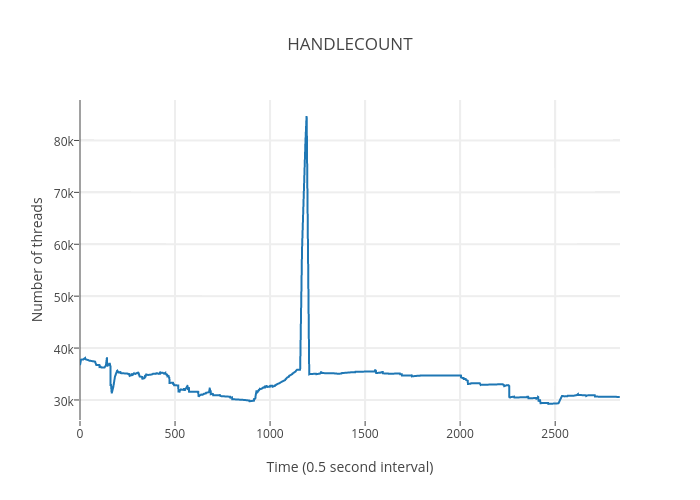 HANDLECOUNT
Number of threads
80k
70k
60k
50k
40k
30k
0
500
1000
1500
2000
2500
Time (0.5 second interval)